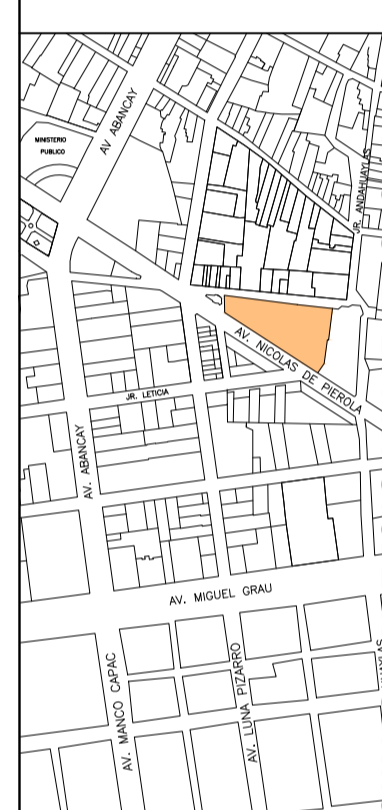 AV ABANCAY
MINISTERIO
PUBLICO
JR. ANDAHUAYLAS
AV. NICOLAS DE PIEROLA
JR. LETICIA
AV. ABANCAY
AV. MIGUEL GRAU
AV. MANCO CAPAC
AV. LUNA PIZARRO